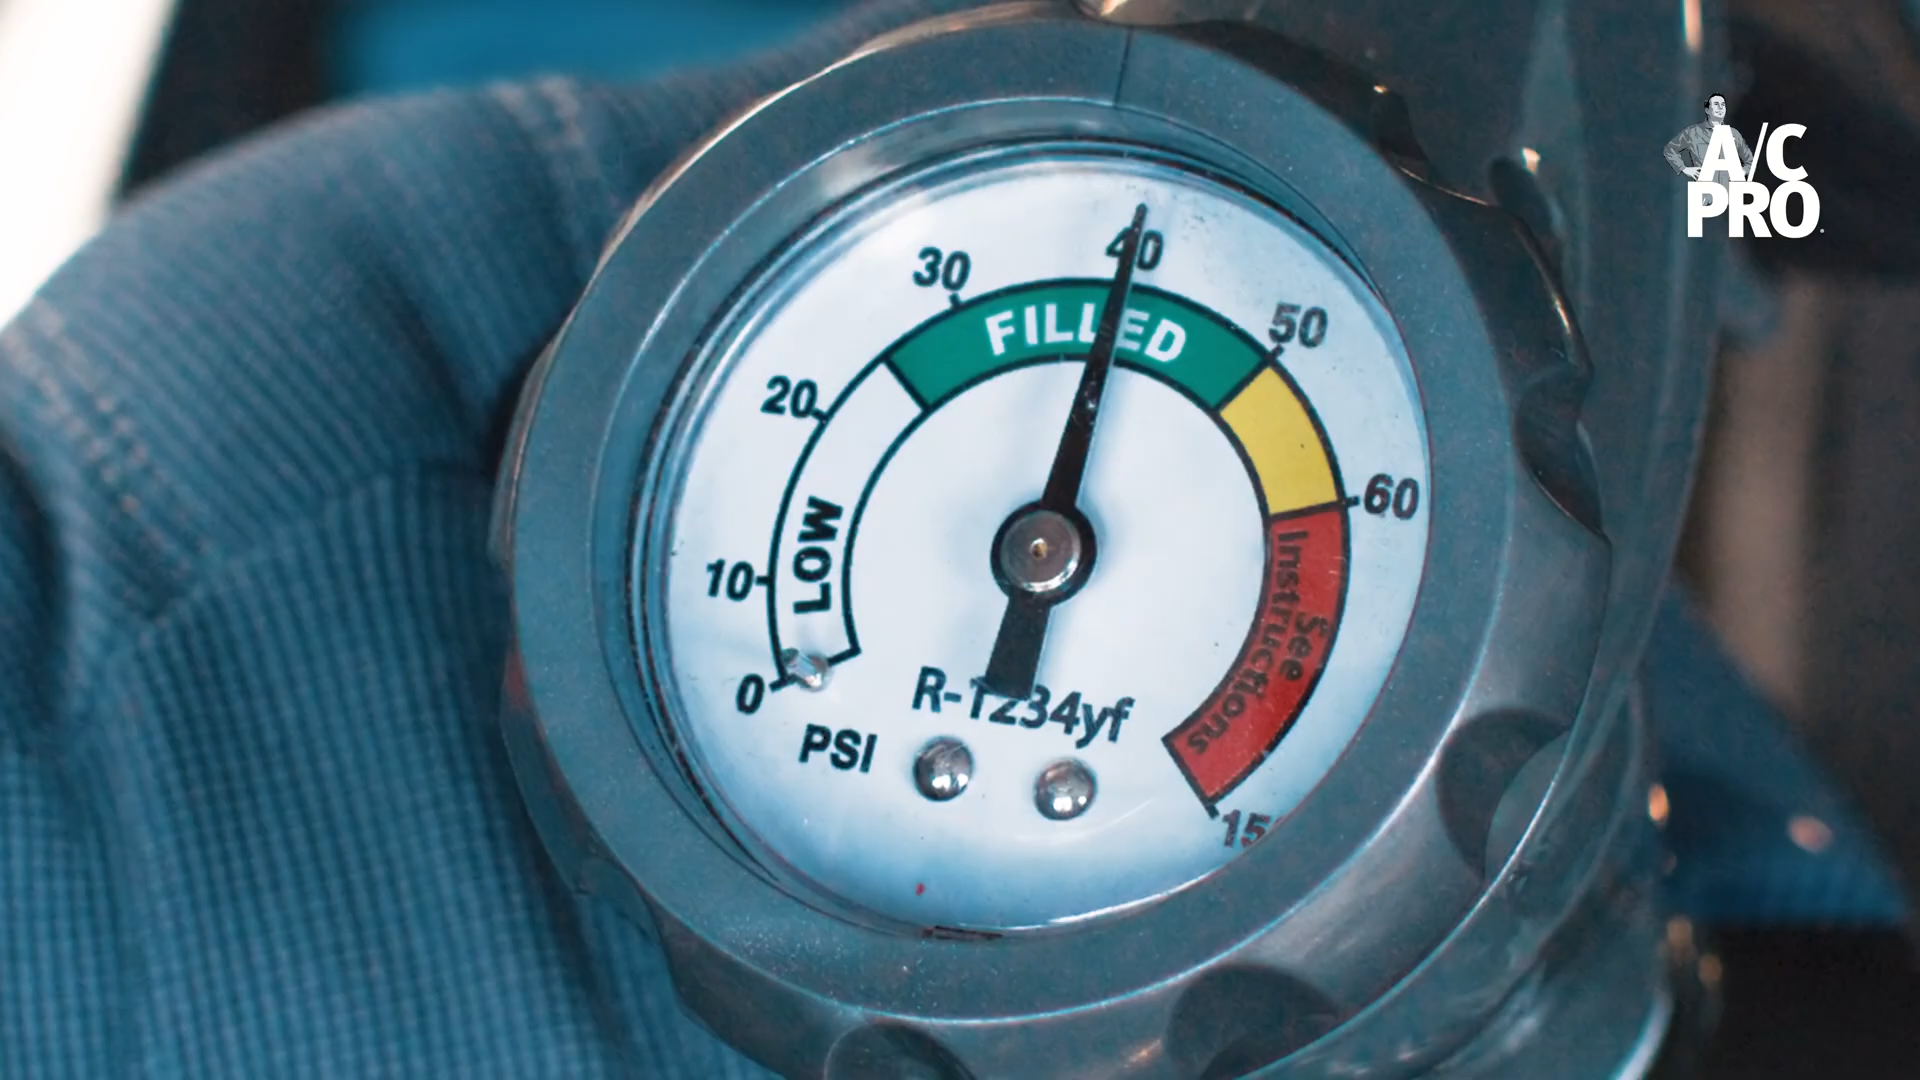 A/C
PRO
40
30
50
FILLED
20
60
LOW
10
See
Instructions
0
R-1234yf
PSI